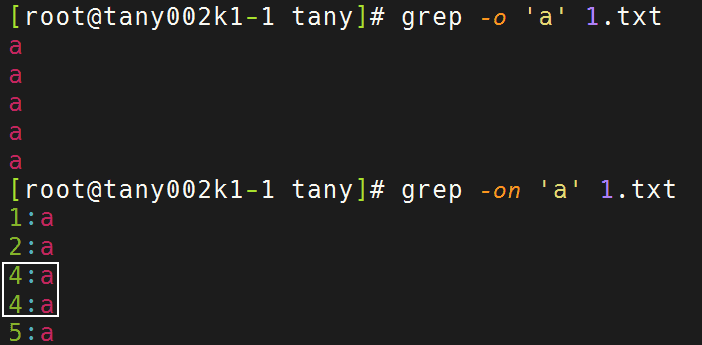 [root@tany002k1-1 tany]# grep -o 'a' 1.txt
a
a
a
a
a
[root@tany002k1-1 tany]# grep -on 'a' 1.txt
1:a
2:a
4:a
4:a
5:a